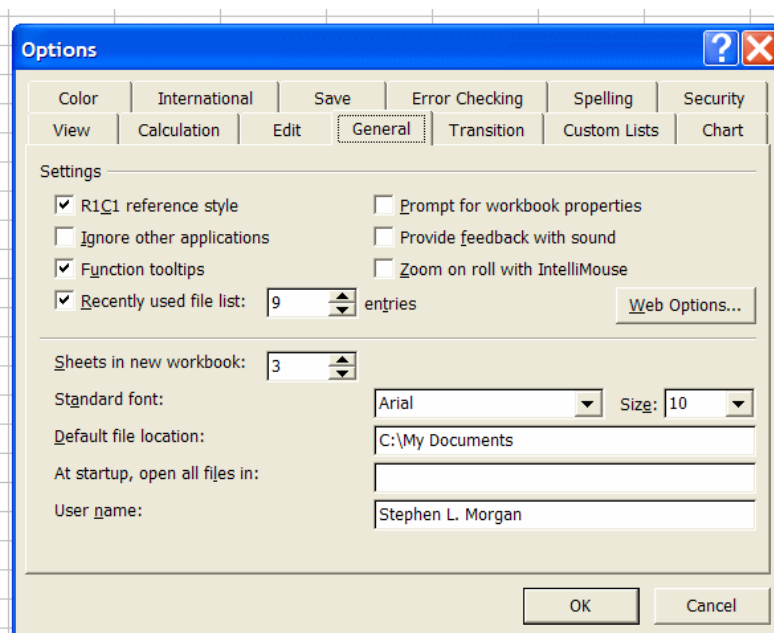 Options
Color International Save Error Checking Spelling Security
View Calculation Edit General Transition Custom Lists Chart
Settings
R1C1 reference style Prompt for workbook properties
Ignore other applications Provide feedback with sound
Function tooltips Zoom on roll with IntelliMouse
Recently used file list: 9 entries Web Options...
Sheets in new workbook: 3
Standard font: Arial Size: 10
Default file location: C:\My Documents
At startup, open all files in:
User name: Stephen L. Morgan
OK Cancel